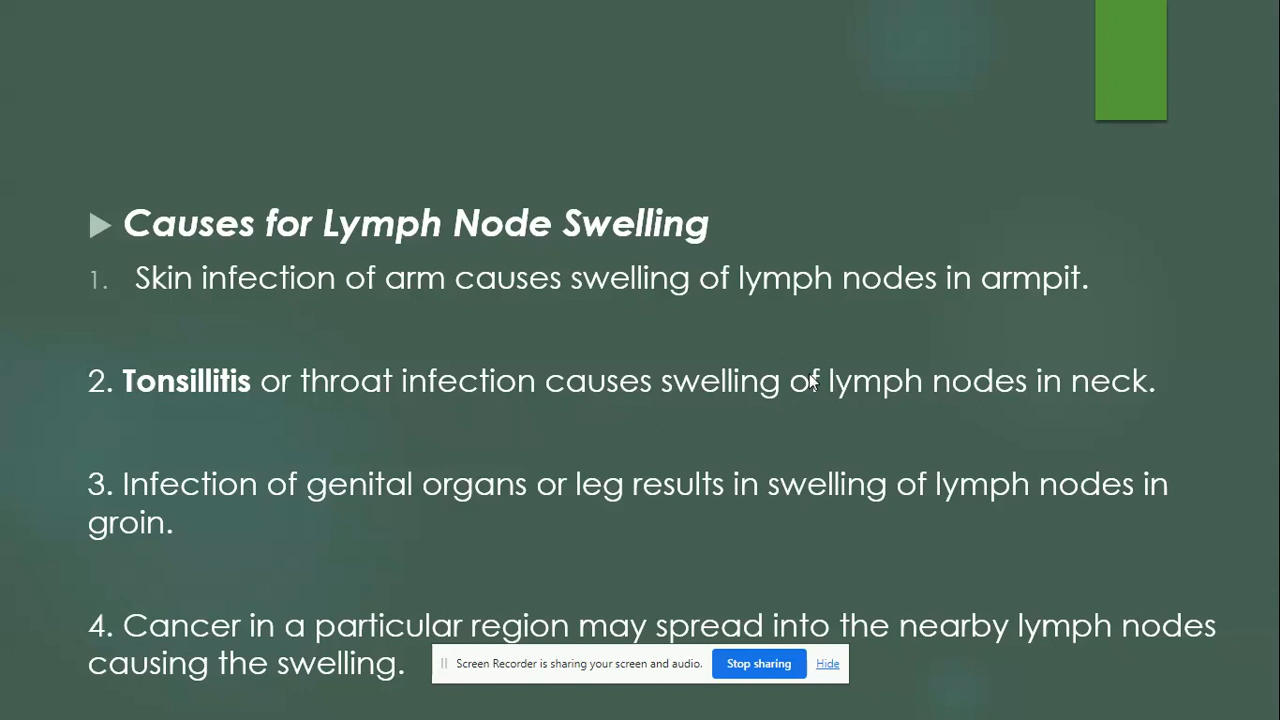 Causes for Lymph Node Swelling
1. Skin infection of arm causes swelling of lymph nodes in armpit.
2. Tonsillitis or throat infection causes swelling of lymph nodes in neck.
3. Infection of genital organs or leg results in swelling of lymph nodes in
groin.
4. Cancer in a particular region may spread into the nearby lymph nodes
causing the swelling.
Screen Recorder is sharing your screen and audio. Stop sharing Hide